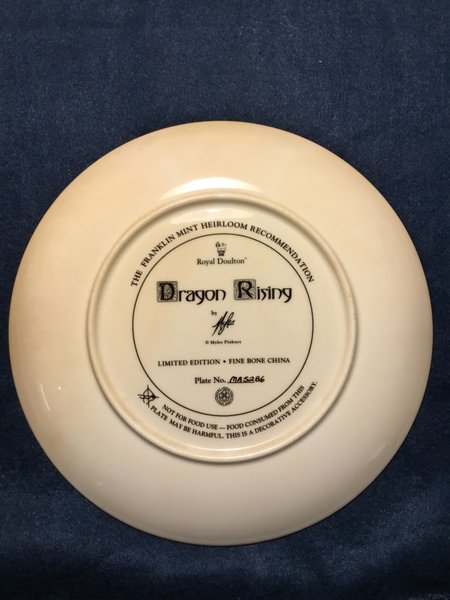 THE FRANKLIN MINT HEIRLOOM RECOMMENDATION
Royal Doulton®
Dragon Rising
by
Myles
© Myles Pinkney
LIMITED EDITION • FINE BONE CHINA
Plate No. MA5286
NOT FOR FOOD USE — FOOD CONSUMED FROM THIS
PLATE MAY BE HARMFUL. THIS IS A DECORATIVE ACCESSORY.